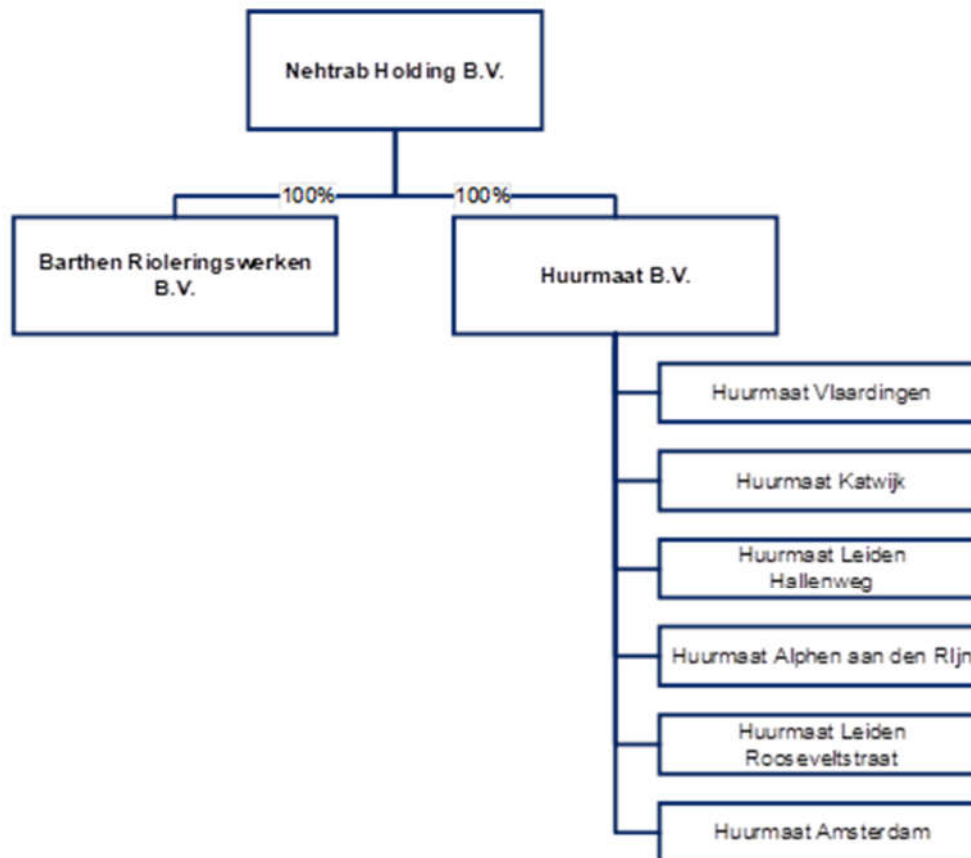 Nehtrab Holding B.V.
100%
100%
Barthen Rioleringswerken
B.V.
Huurmaat B.V.
Huurmaat Vlaardingen
Huurmaat Katwijk
Huurmaat Leiden
Hallenweg
Huurmaat Alphen aan den RIjn
Huurmaat Leiden
Rooseveltstraat
Huurmaat Amsterdam